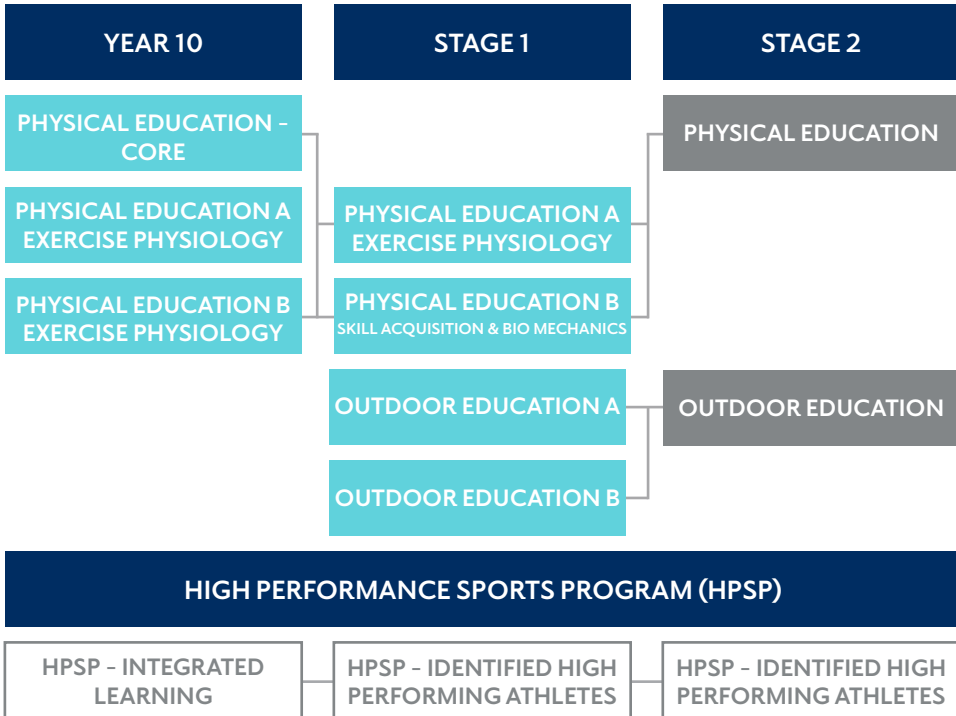 YEAR 10
STAGE 1
STAGE 2
PHYSICAL EDUCATION -
CORE
PHYSICAL EDUCATION
PHYSICAL EDUCATION A
EXERCISE PHYSIOLOGY
PHYSICAL EDUCATION A
EXERCISE PHYSIOLOGY
PHYSICAL EDUCATION B
EXERCISE PHYSIOLOGY
PHYSICAL EDUCATION B
SKILL ACQUISITION & BIO MECHANICS
OUTDOOR EDUCATION A
OUTDOOR EDUCATION
OUTDOOR EDUCATION B
HIGH PERFORMANCE SPORTS PROGRAM (HPSP)
HPSP - INTEGRATED
LEARNING
HPSP - IDENTIFIED HIGH
PERFORMING ATHLETES
HPSP - IDENTIFIED HIGH
PERFORMING ATHLETES